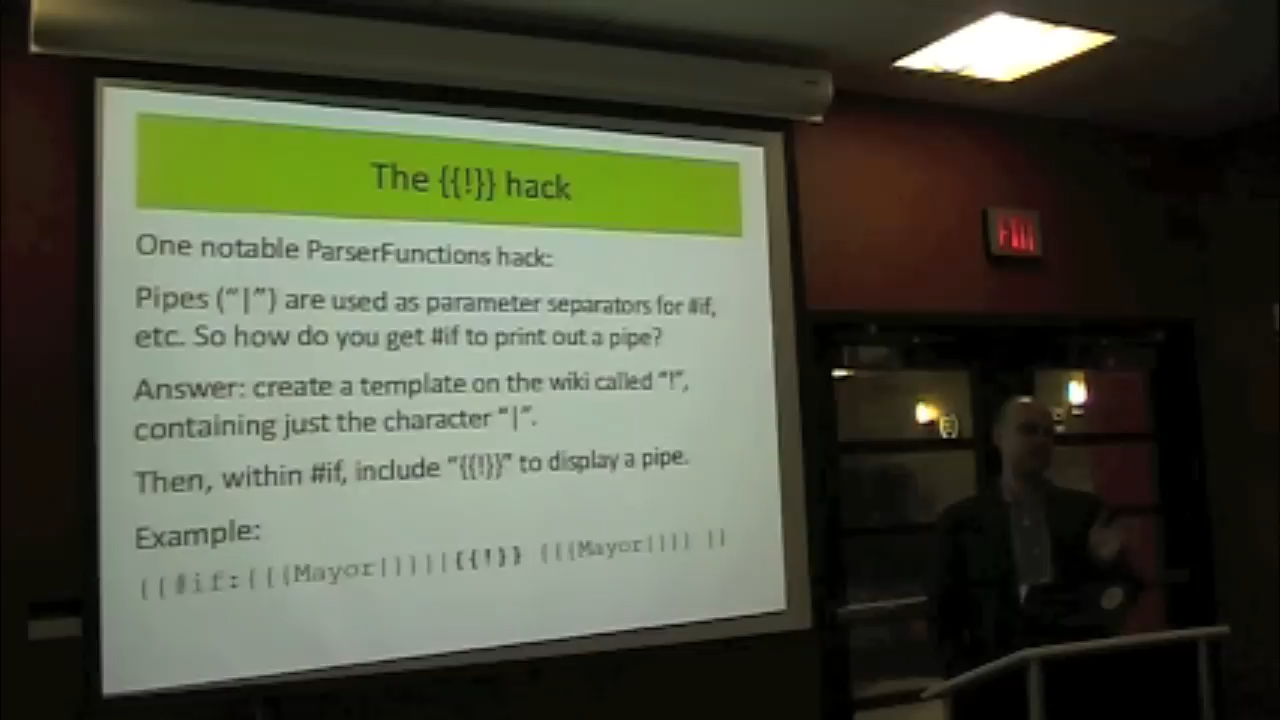 The {{!}} hack
One notable ParserFunctions hack:
Pipes (“|”) are used as parameter separators for #if,
etc. So how do you get #if to print out a pipe?
Answer: create a template on the wiki called “!”,
containing just the character “|”.
Then, within #if, include “{{!}}” to display a pipe.
Example:
{{#if:{{{Mayor|}}}|{{!}} {{{Mayor|}}} }}
EXIT